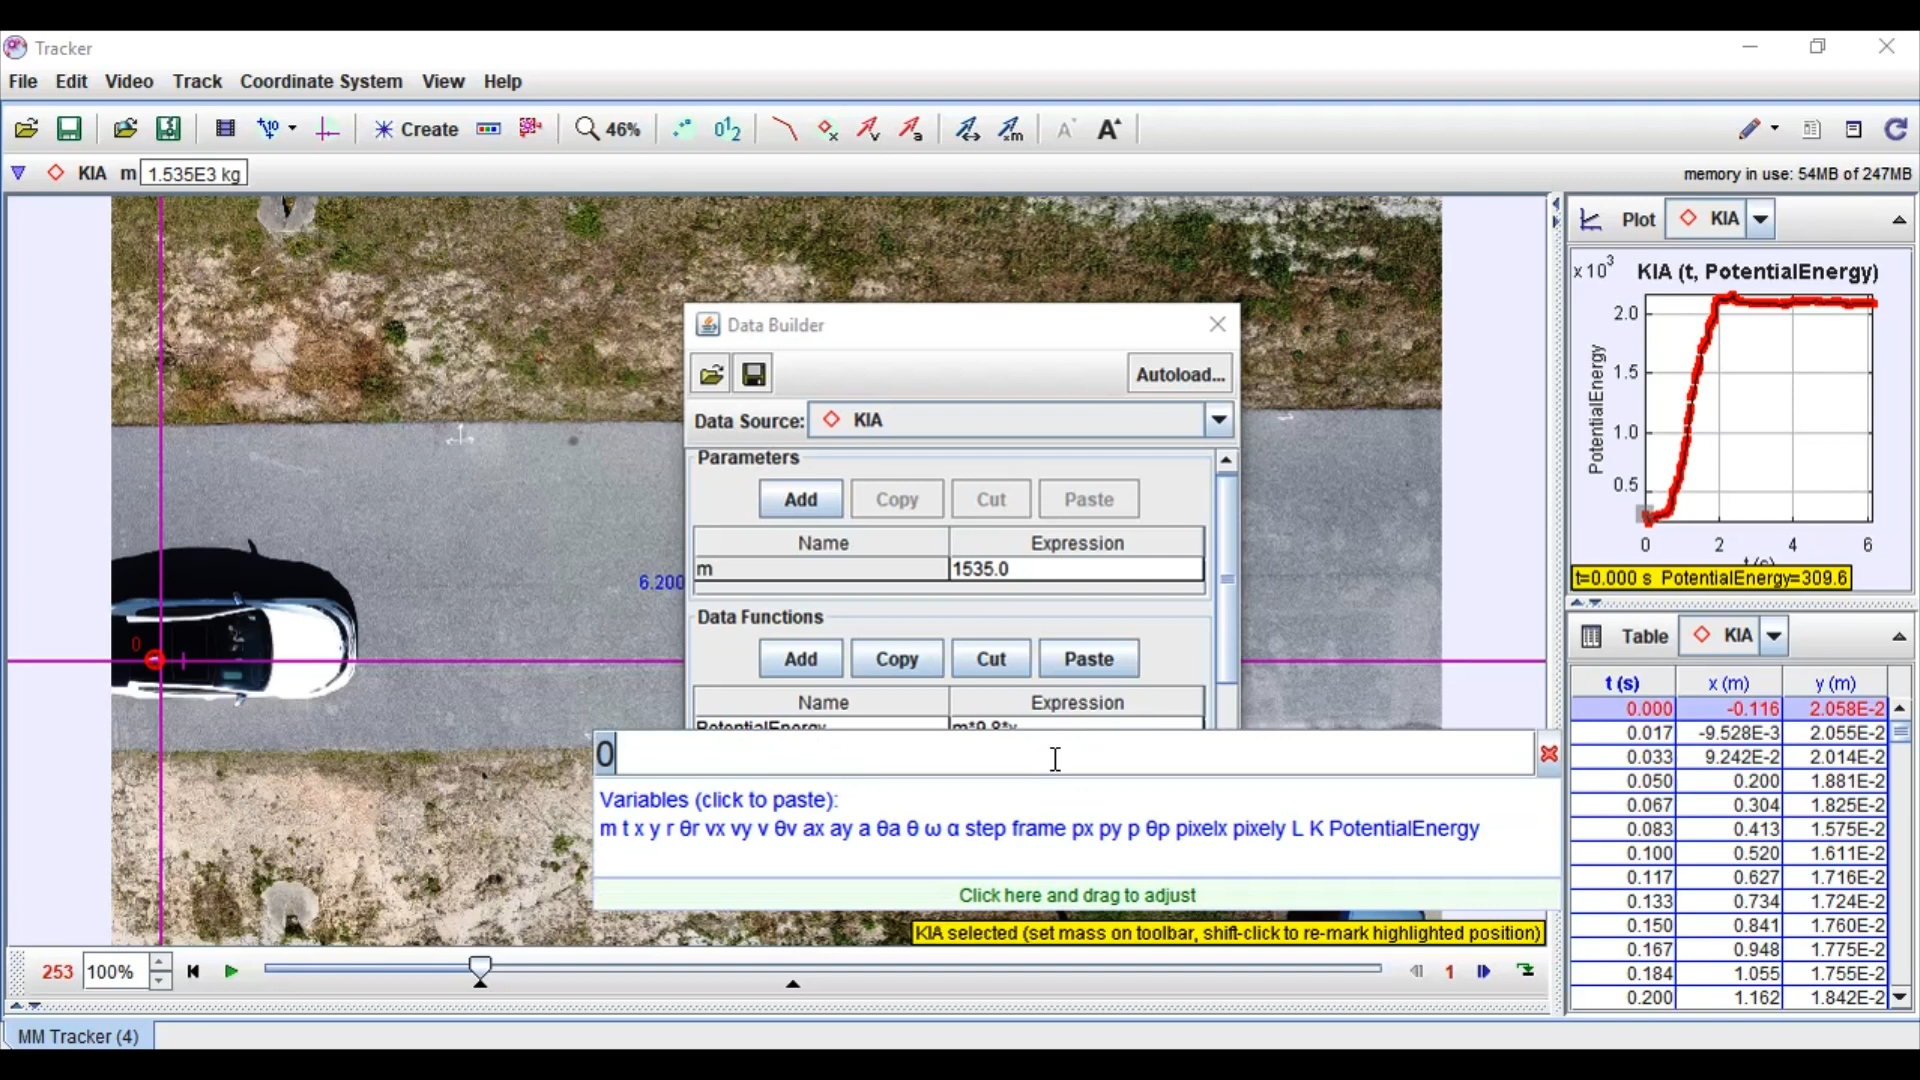 Tracker
File Edit Video Track Coordinate System View Help
Create 46%
KIA m 1.535E3 kg memory in use: 54MB of 247MB
Plot KIA
x10³ KIA (t, PotentialEnergy)
PotentialEnergy
2.0
1.5
1.0
0.5
0 2 4 6
t (s)
t=0.000 s PotentialEnergy=309.6
Data Builder
Autoload...
Data Source: KIA
Parameters
Add Copy Cut Paste
Name Expression
m 1535.0
Data Functions
Add Copy Cut Paste
Name Expression
PotentialEnergy m*9.8*y
0
Variables (click to paste):
m t x y r θr vx vy v θv ax ay a θa θ ω α step frame px py p θp pixelx pixely L K PotentialEnergy
Click here and drag to adjust
6.200
0
KIA selected (set mass on toolbar, shift-click to re-mark highlighted position)
Table KIA
t (s) x (m) y (m)
0.000 -0.116 2.058E-2
0.017 -9.528E-3 2.055E-2
0.033 9.242E-2 2.014E-2
0.050 0.200 1.881E-2
0.067 0.304 1.825E-2
0.083 0.413 1.575E-2
0.100 0.520 1.611E-2
0.117 0.627 1.716E-2
0.133 0.734 1.724E-2
0.150 0.841 1.760E-2
0.167 0.948 1.775E-2
0.184 1.055 1.755E-2
0.200 1.162 1.842E-2
253 100% 1
MM Tracker (4)